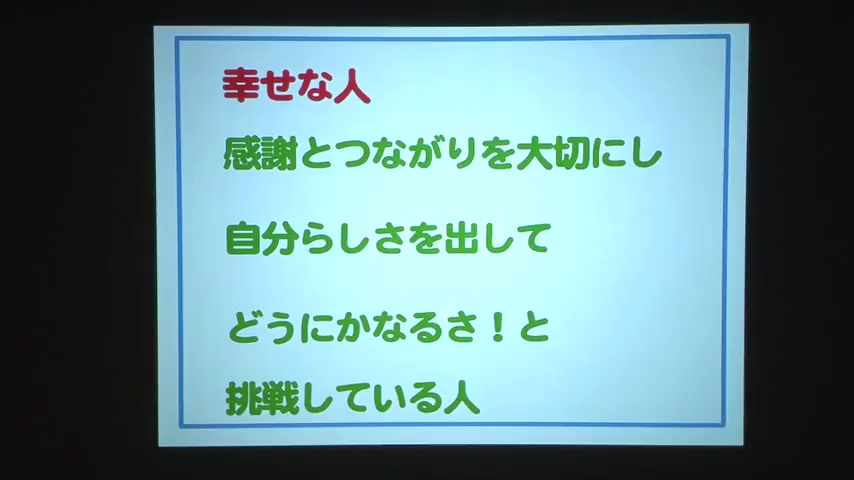 幸せな人
感謝とつながりを大切にし
自分らしさを出して
どうにかなるさ！と
挑戦している人